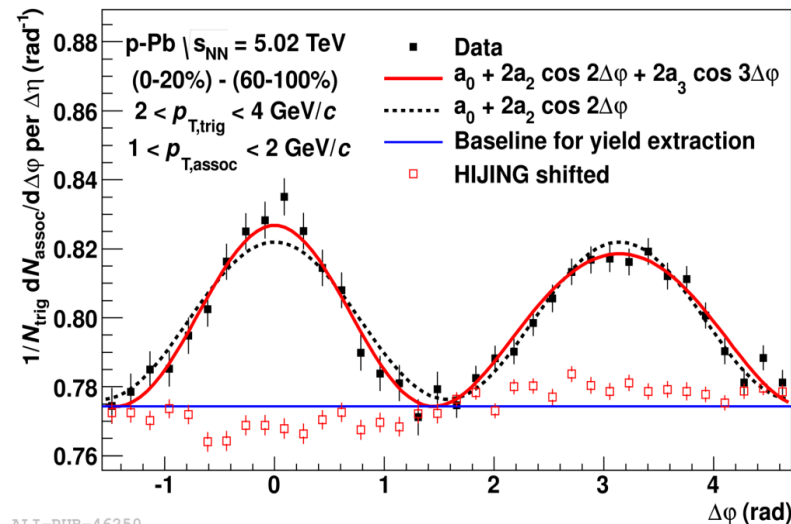 p-Pb \ sNN = 5.02 TeV
(0-20%) - (60-100%)
2 < pT,trig < 4 GeV/c
1 < pT,assoc < 2 GeV/c
Data
a0 + 2a2 cos 2Δφ + 2a3 cos 3Δφ
a0 + 2a2 cos 2Δφ
Baseline for yield extraction
HIJING shifted
1/Ntrig dNassoc/dΔφ per Δη (rad-1)
0.88
0.86
0.84
0.82
0.80
0.78
0.76
-1 0 1 2 3 4
Δφ (rad)